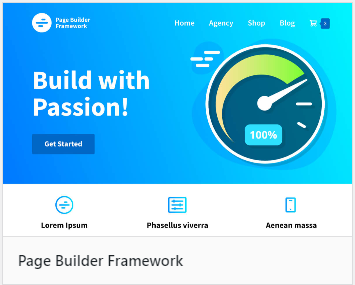 Page Builder
Framework
Home Agency Shop Blog
Build with
Passion!
100%
Get Started
Lorem Ipsum Phasellus viverra Aenean massa
Page Builder Framework